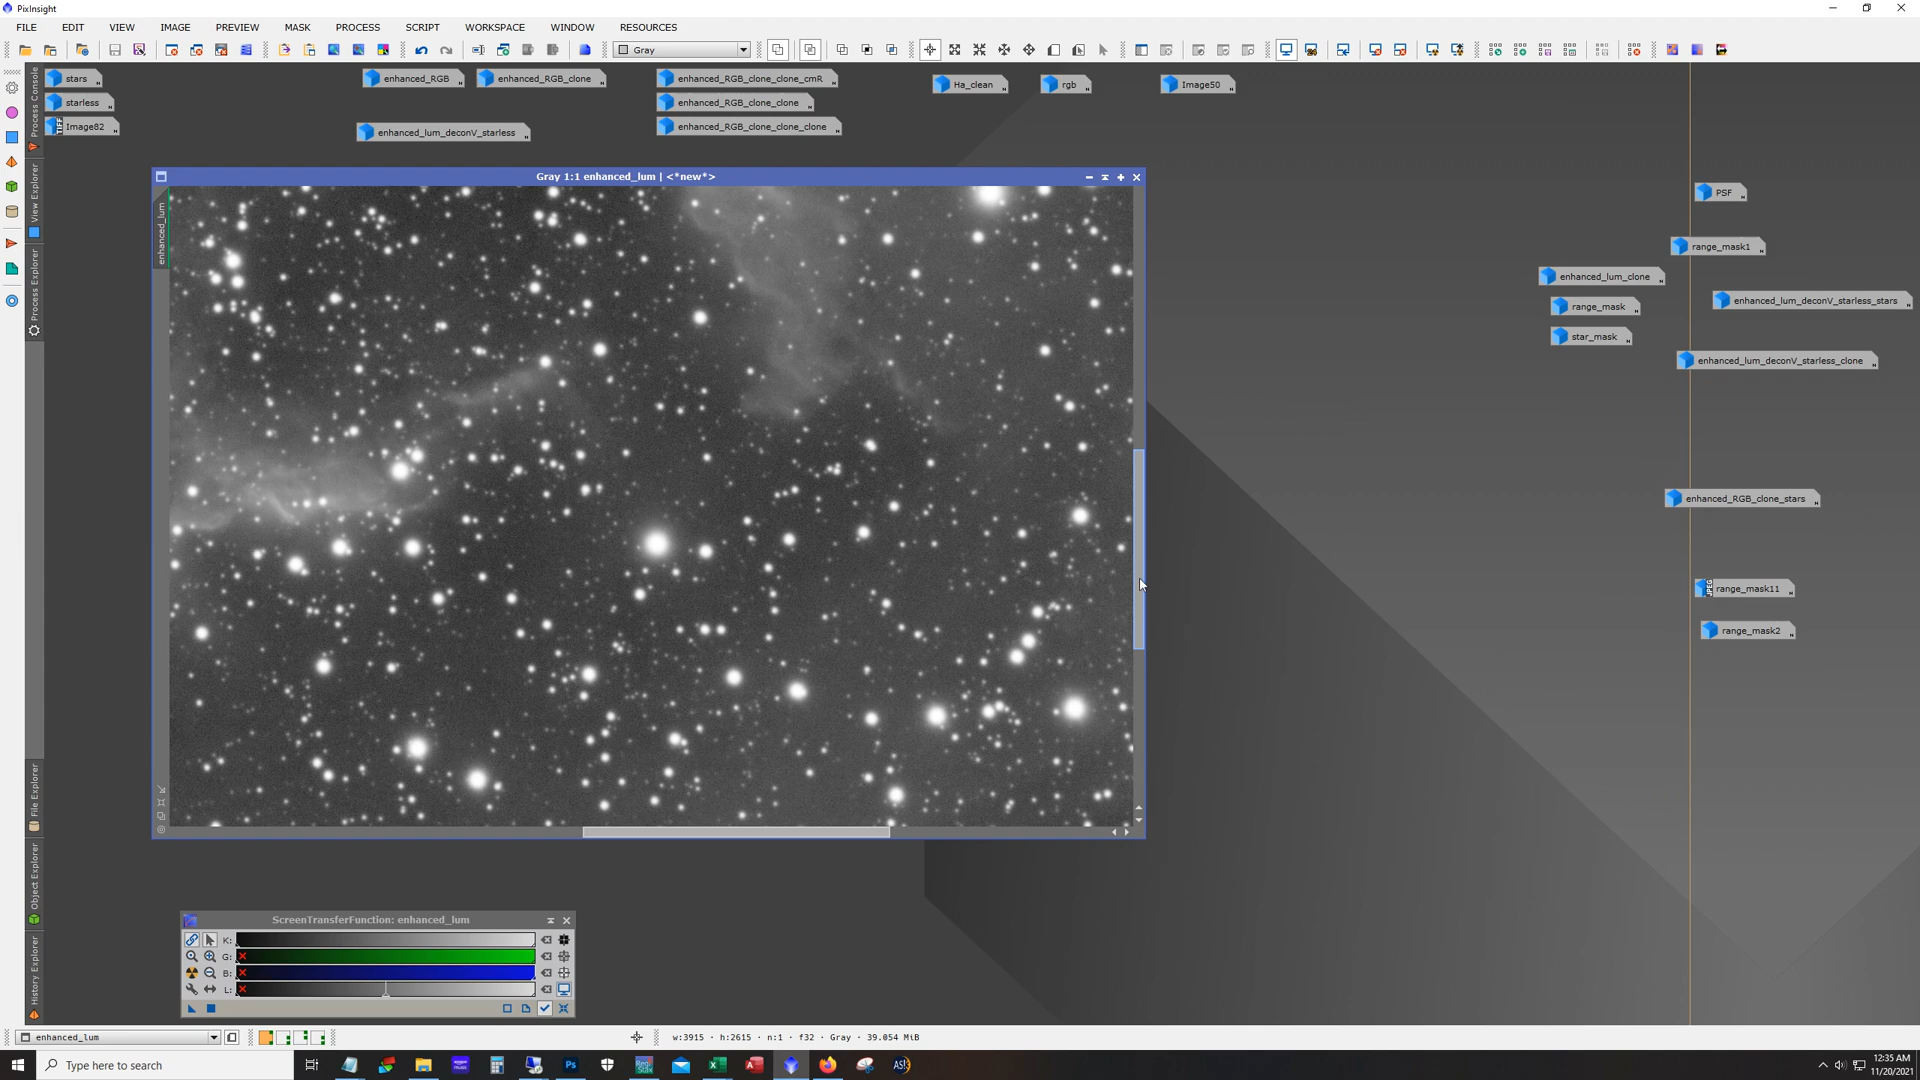 PixInsight
FILE EDIT VIEW IMAGE PREVIEW MASK PROCESS SCRIPT WORKSPACE WINDOW RESOURCES
Gray
stars
starless
Image82
enhanced_RGB
enhanced_RGB_clone
enhanced_lum_deconV_starless
enhanced_RGB_clone_clone_cmR
enhanced_RGB_clone_clone
enhanced_RGB_clone_clone_clone
Ha_clean
rgb
Image50
Process Console
View Explorer
Process Explorer
File Explorer
Object Explorer
History Explorer
Gray 1:1 enhanced_lum | <*new*>
enhanced_lum
PSF
range_mask1
enhanced_lum_clone
enhanced_lum_deconV_starless_stars
range_mask
star_mask
enhanced_lum_deconV_starless_clone
enhanced_RGB_clone_stars
range_mask11
range_mask2
ScreenTransferFunction: enhanced_lum
K:
G:
B:
L:
enhanced_lum
w:3915 · h:2615 · n:1 · f32 · Gray · 39.054 MiB
Type here to search
Ps
12:35 AM
11/20/2021